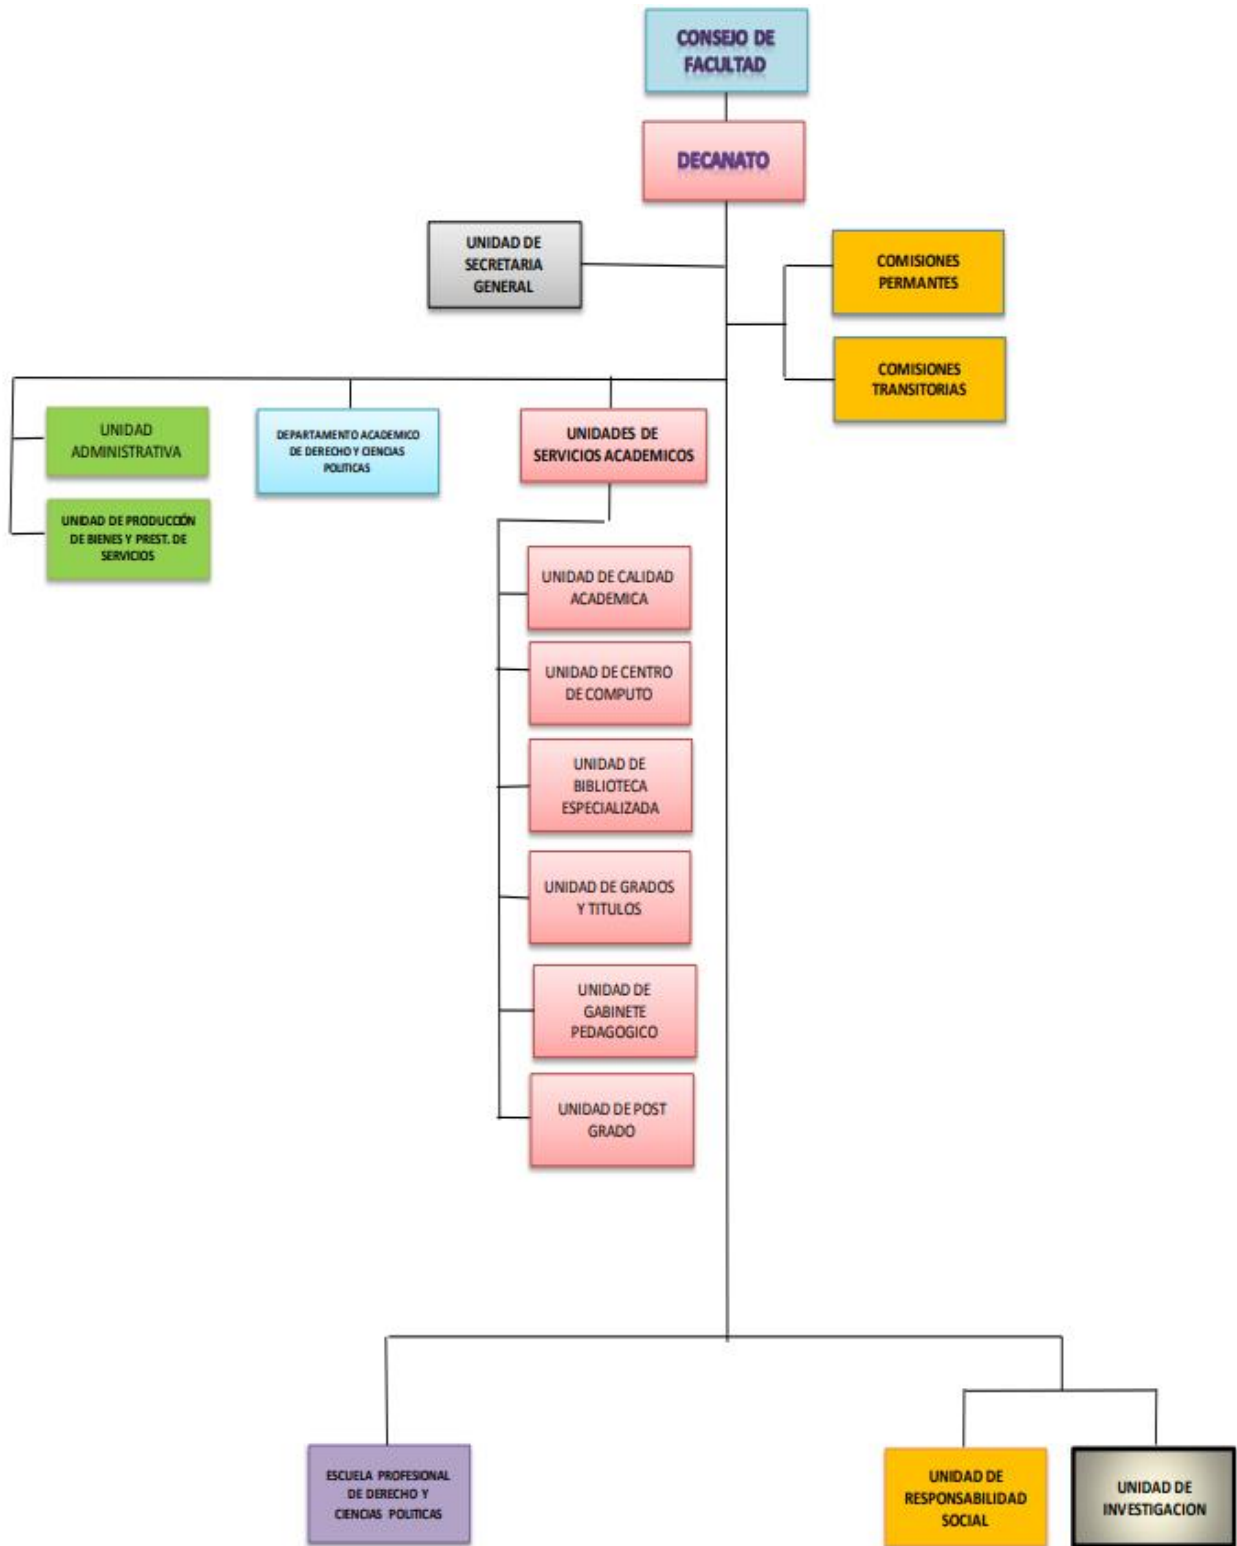 CONSEJO DE
FACULTAD
DECANATO
UNIDAD DE
SECRETARIA
GENERAL
COMISIONES
PERMANTES
COMISIONES
TRANSITORIAS
UNIDAD
ADMINISTRATIVA
DEPARTAMENTO ACADEMICO
DE DERECHO Y CIENCIAS
POLITICAS
UNIDADES DE
SERVICIOS ACADEMICOS
UNIDAD DE PRODUCCIÓN
DE BIENES Y PREST. DE
SERVICIOS
UNIDAD DE CALIDAD
ACADEMICA
UNIDAD DE CENTRO
DE COMPUTO
UNIDAD DE
BIBLIOTECA
ESPECIALIZADA
UNIDAD DE GRADOS
Y TITULOS
UNIDAD DE
GABINETE
PEDAGOGICO
UNIDAD DE POST
GRADO
ESCUELA PROFESIONAL
DE DERECHO Y
CIENCIAS POLITICAS
UNIDAD DE
RESPONSABILIDAD
SOCIAL
UNIDAD DE
INVESTIGACION